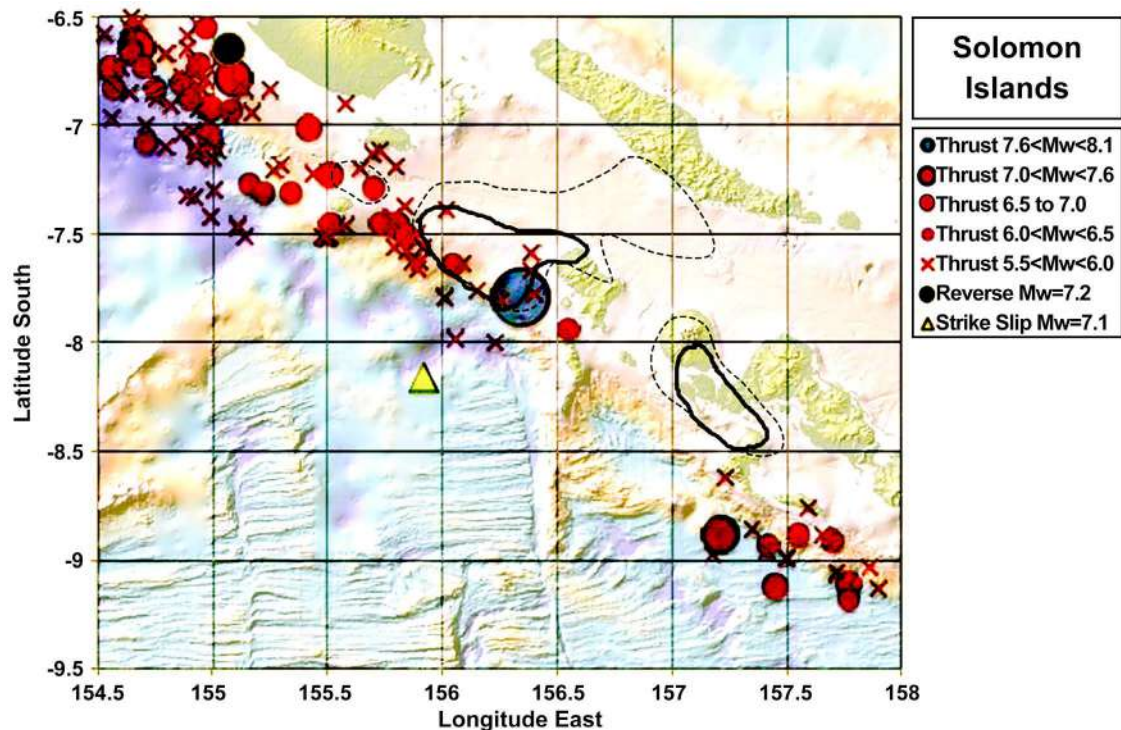 Solomon
Islands
Thrust 7.6<Mw<8.1
Thrust 7.0<Mw<7.6
Thrust 6.5 to 7.0
Thrust 6.0<Mw<6.5
Thrust 5.5<Mw<6.0
Reverse Mw=7.2
Strike Slip Mw=7.1
Latitude South
-6.5
-7
-7.5
-8
-8.5
-9
-9.5
154.5 155 155.5 156 156.5 157 157.5 158
Longitude East